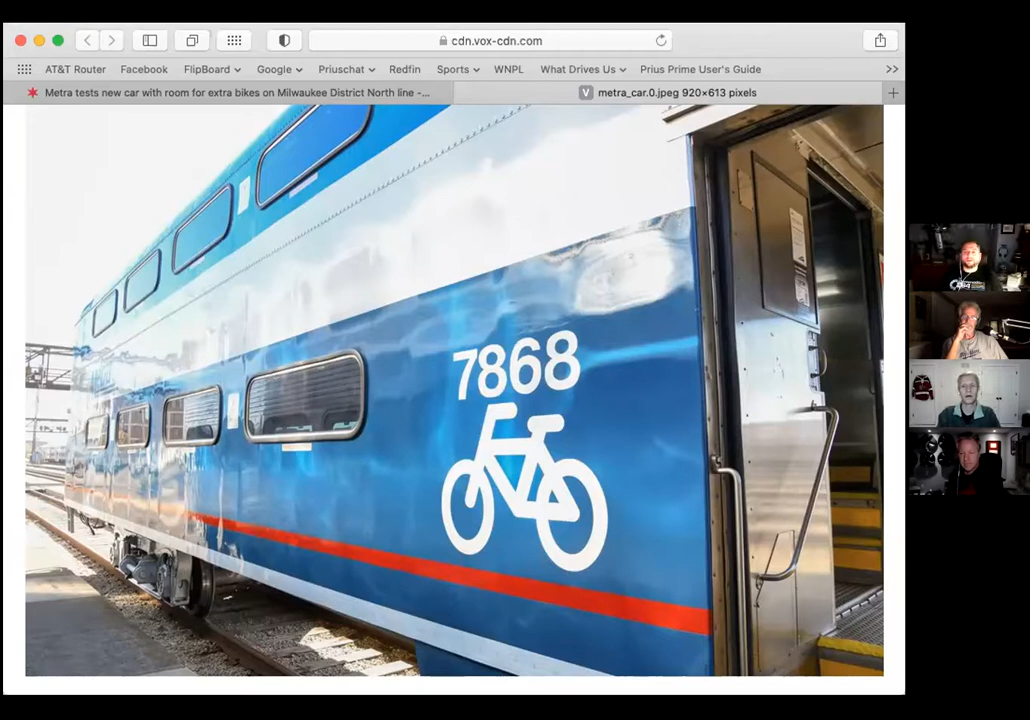 cdn.vox-cdn.com
AT&T Router Facebook FlipBoard Google Priuschat Redfin Sports WNPL What Drives Us Prius Prime User's Guide >>
Metra tests new car with room for extra bikes on Milwaukee District North line -...
V metra_car.0.jpeg 920×613 pixels
7868